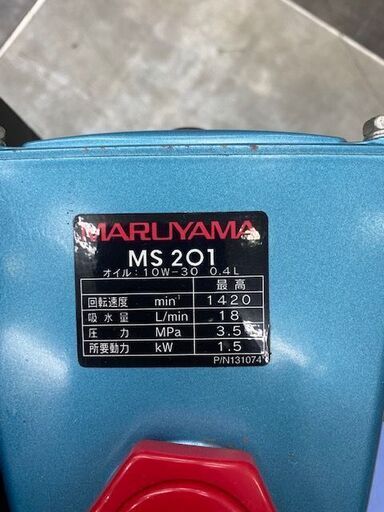 MARUYAMA
MS 201
オイル：10W-30 0.4L
最高
回転速度 min⁻¹ 1420
吸水量 L/min 18
圧力 MPa 3.5
所要動力 kW 1.5
P/N131074